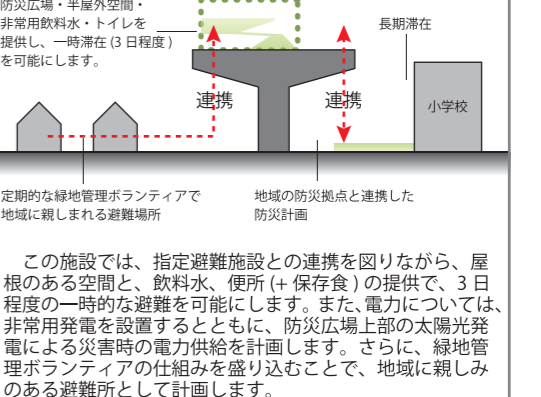 防災広場・半屋外空間・
非常用飲料水・トイレを
提供し、一時滞在 (3 日程度 )
を可能にします。
長期滞在
連携
連携
小学校
定期的な緑地管理ボランティアで
地域に親しまれる避難場所
地域の防災拠点と連携した
防災計画
この施設では、指定避難施設との連携を図りながら、屋
根のある空間と、飲料水、便所 (+ 保存食 ) の提供で、3 日
程度の一時的な避難を可能にします。また、電力については、
非常用発電を設置するとともに、防災広場上部の太陽光発
電による災害時の電力供給を計画します。さらに、緑地管
理ボランティアの仕組みを盛り込むことで、地域に親しみ
のある避難所として計画します。